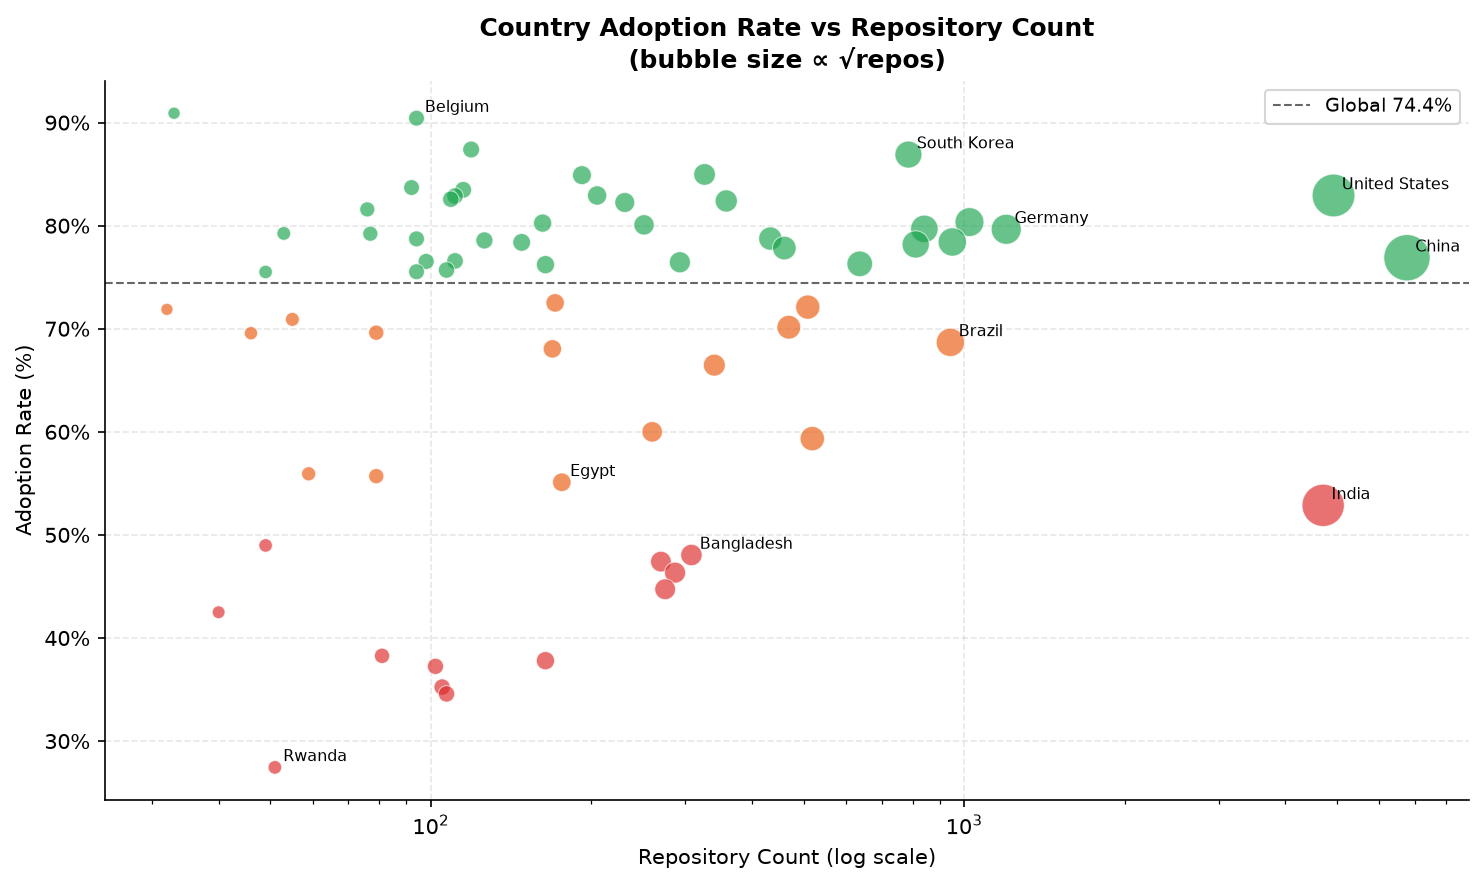 Country Adoption Rate vs Repository Count
(bubble size ∝ √repos)
Global 74.4%
Adoption Rate (%)
90%
80%
70%
60%
50%
40%
30%
Belgium
South Korea
United States
Germany
China
Brazil
Egypt
India
Bangladesh
Rwanda
10²
10³
Repository Count (log scale)